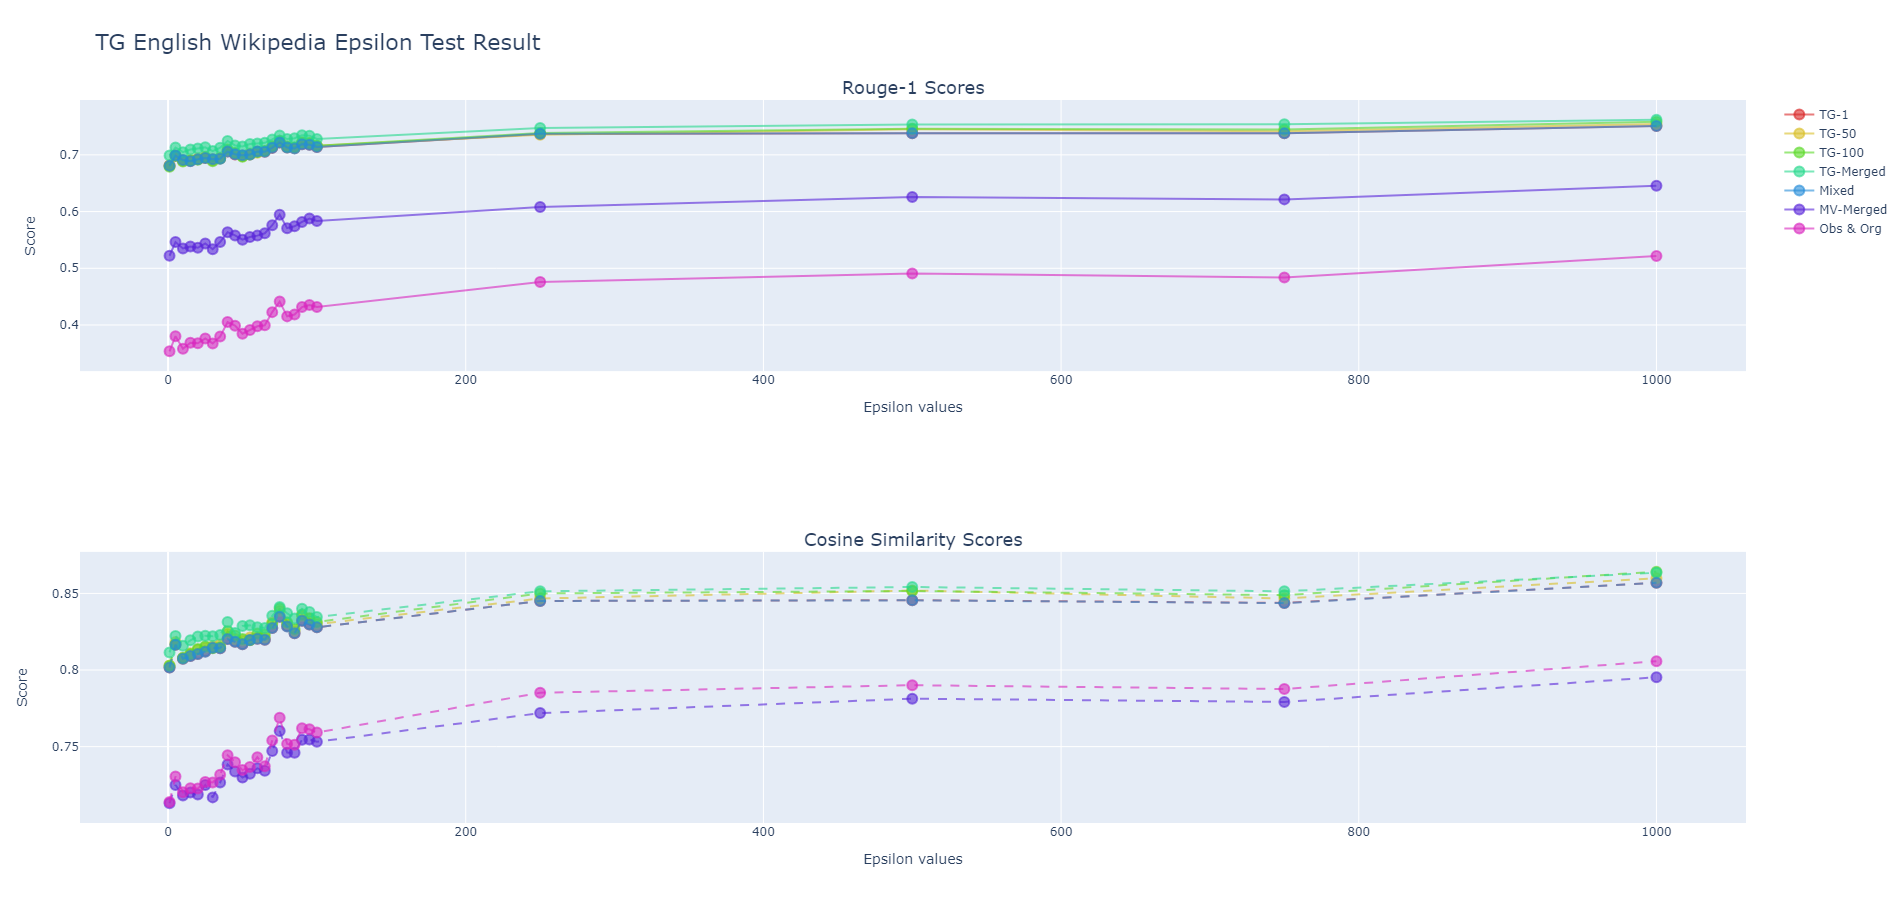 TG English Wikipedia Epsilon Test Result
Rouge-1 Scores
TG-1
TG-50
TG-100
TG-Merged
Mixed
MV-Merged
Obs & Org
Score
0.7
0.6
0.5
0.4
0 200 400 600 800 1000
Epsilon values
Cosine Similarity Scores
Score
0.85
0.8
0.75
0 200 400 600 800 1000
Epsilon values